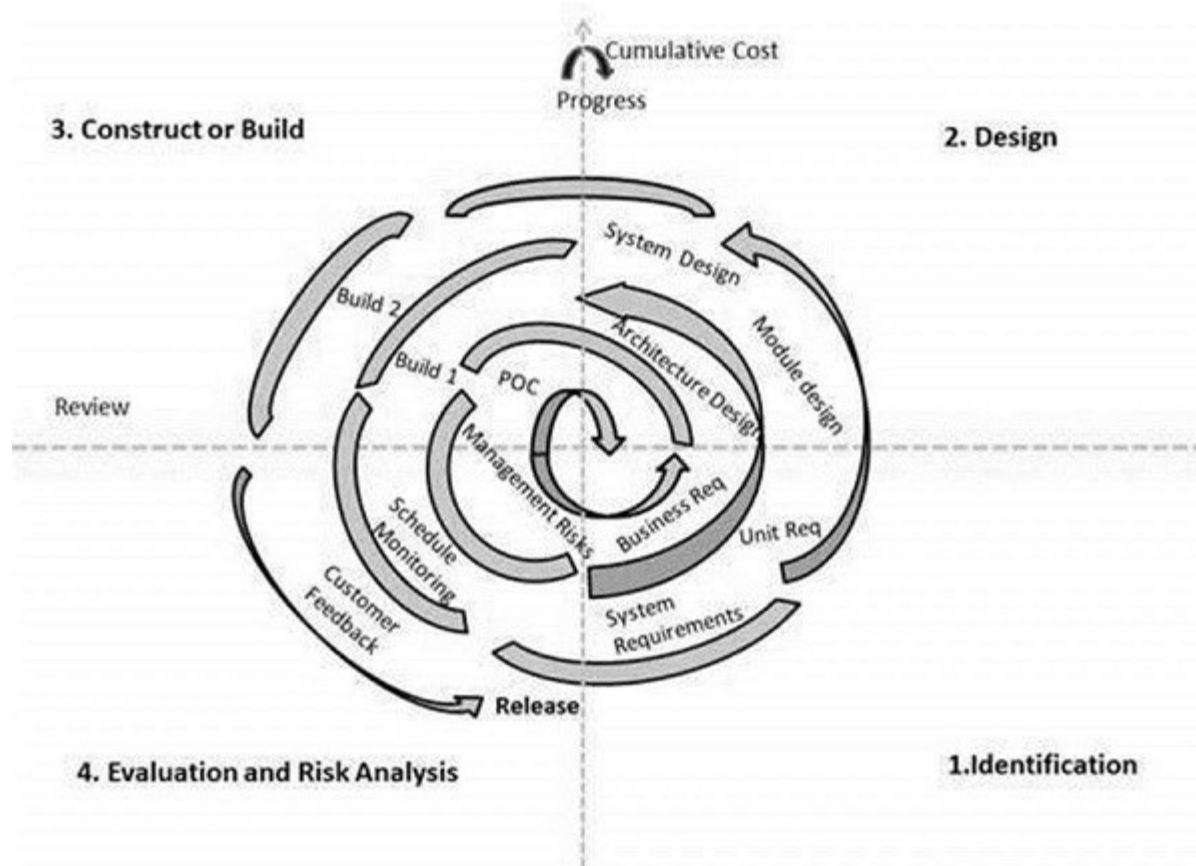 Cumulative Cost
Progress
3. Construct or Build
2. Design
System Design
Build 2
Module design
Architecture Design
Build 1
POC
Review
Management Risks
Business Req
Schedule
Monitoring
Unit Req
Customer
Feedback
System
Requirements
Release
4. Evaluation and Risk Analysis
1.Identification